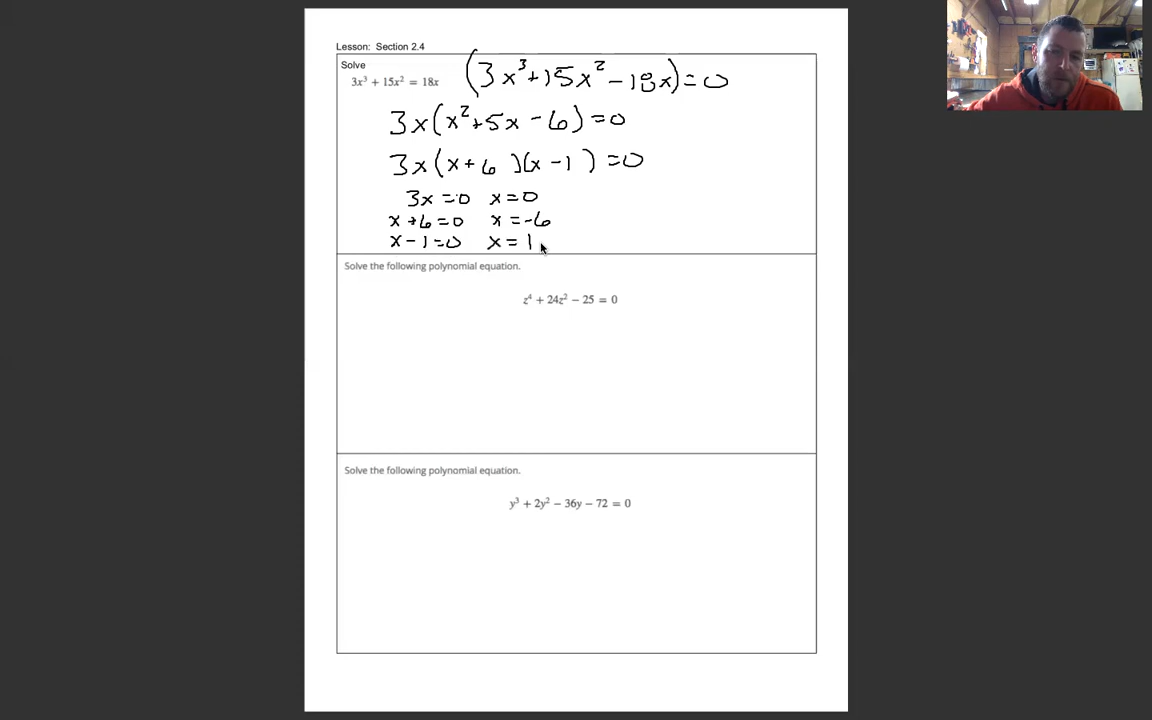 Lesson: Section 2.4
Solve
3x³ + 15x² = 18x
(3x³+15x²-18x)=0
3x(x²+5x-6)=0
3x(x+6)(x-1)=0
3x=0 x=0
x+6=0 x=-6
x-1=0 x=1
Solve the following polynomial equation.
z⁴ + 24z² − 25 = 0
Solve the following polynomial equation.
y³ + 2y² − 36y − 72 = 0